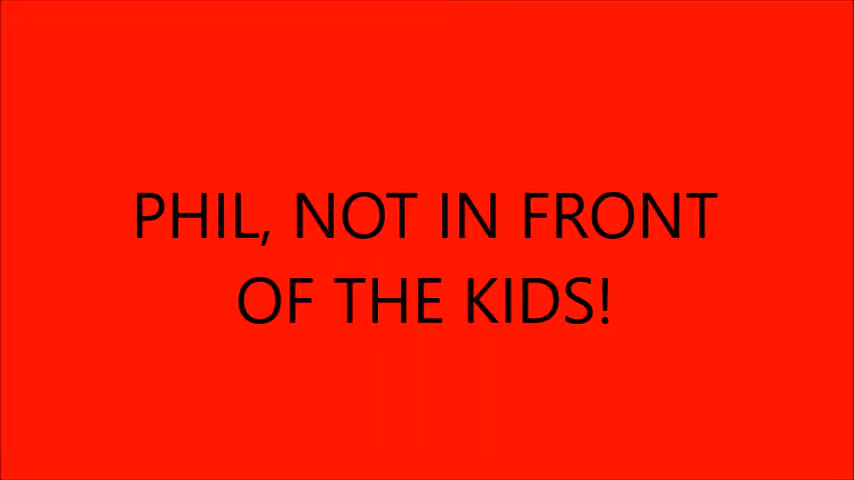 PHIL, NOT IN FRONT
OF THE KIDS!